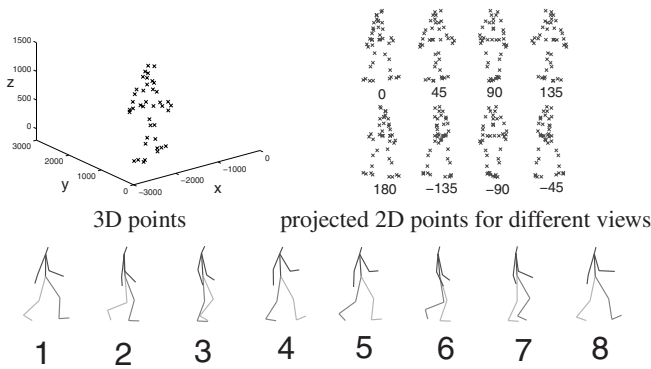 1500
1000
z
500
0
3000
2000
y
1000
0
-3000
-2000
x
-1000
0
0 45 90 135
180 -135 -90 -45
3D points
projected 2D points for different views
1 2 3 4 5 6 7 8